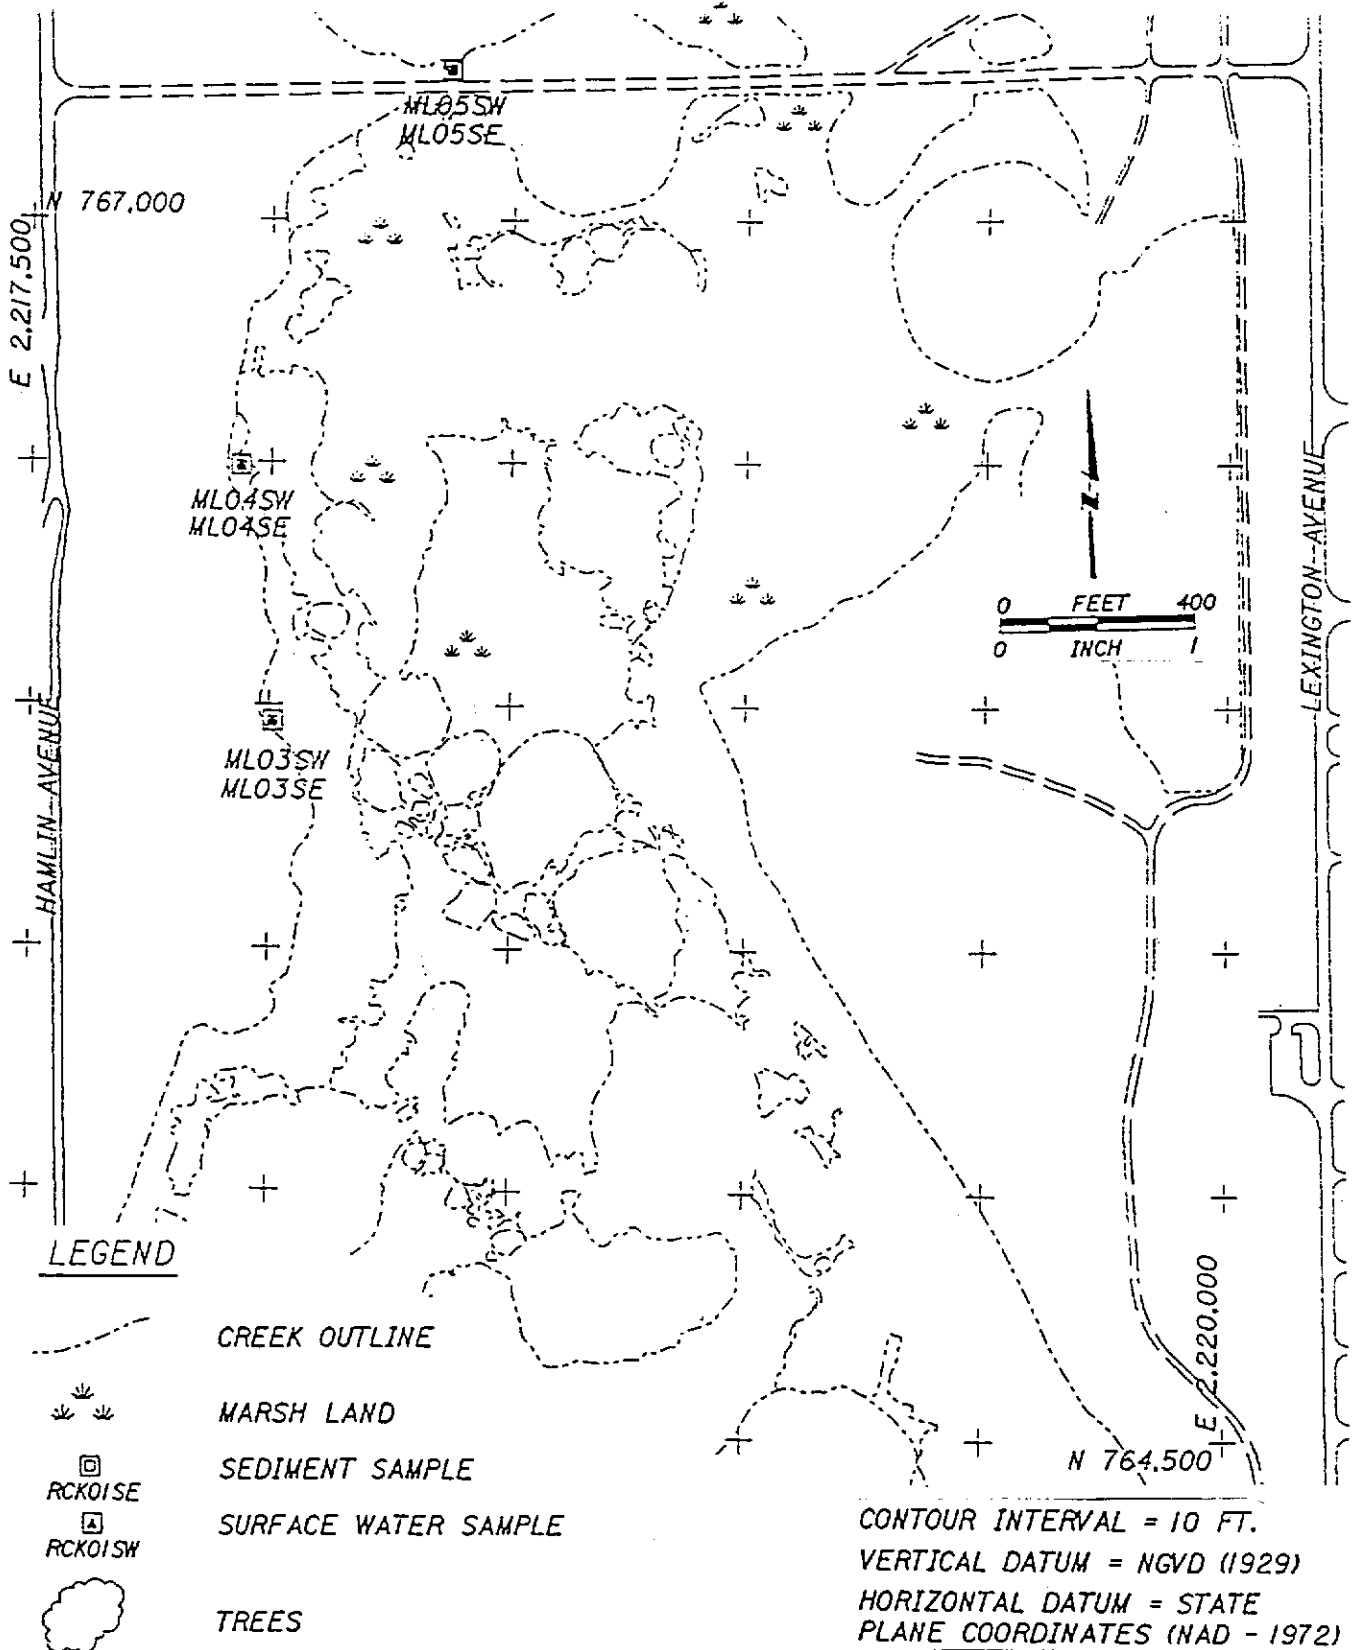 ML05SW
ML05SE
N 767,000
E 2,217,500
ML04SW
ML04SE
N
0 FEET 400
0 INCH 1
LEXINGTON AVENUE
HAMLIN AVENUE
ML03SW
ML03SE
LEGEND
CREEK OUTLINE
MARSH LAND
RCK01SE
SEDIMENT SAMPLE
RCK01SW
SURFACE WATER SAMPLE
TREES
E 2,220,000
N 764,500
CONTOUR INTERVAL = 10 FT.
VERTICAL DATUM = NGVD (1929)
HORIZONTAL DATUM = STATE
PLANE COORDINATES (NAD - 1972)